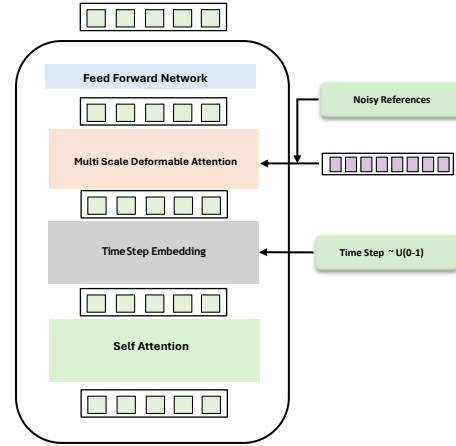 Feed Forward Network
Noisy References
Multi Scale Deformable Attention
Time Step Embedding
Time Step ~ U(0-1)
Self Attention